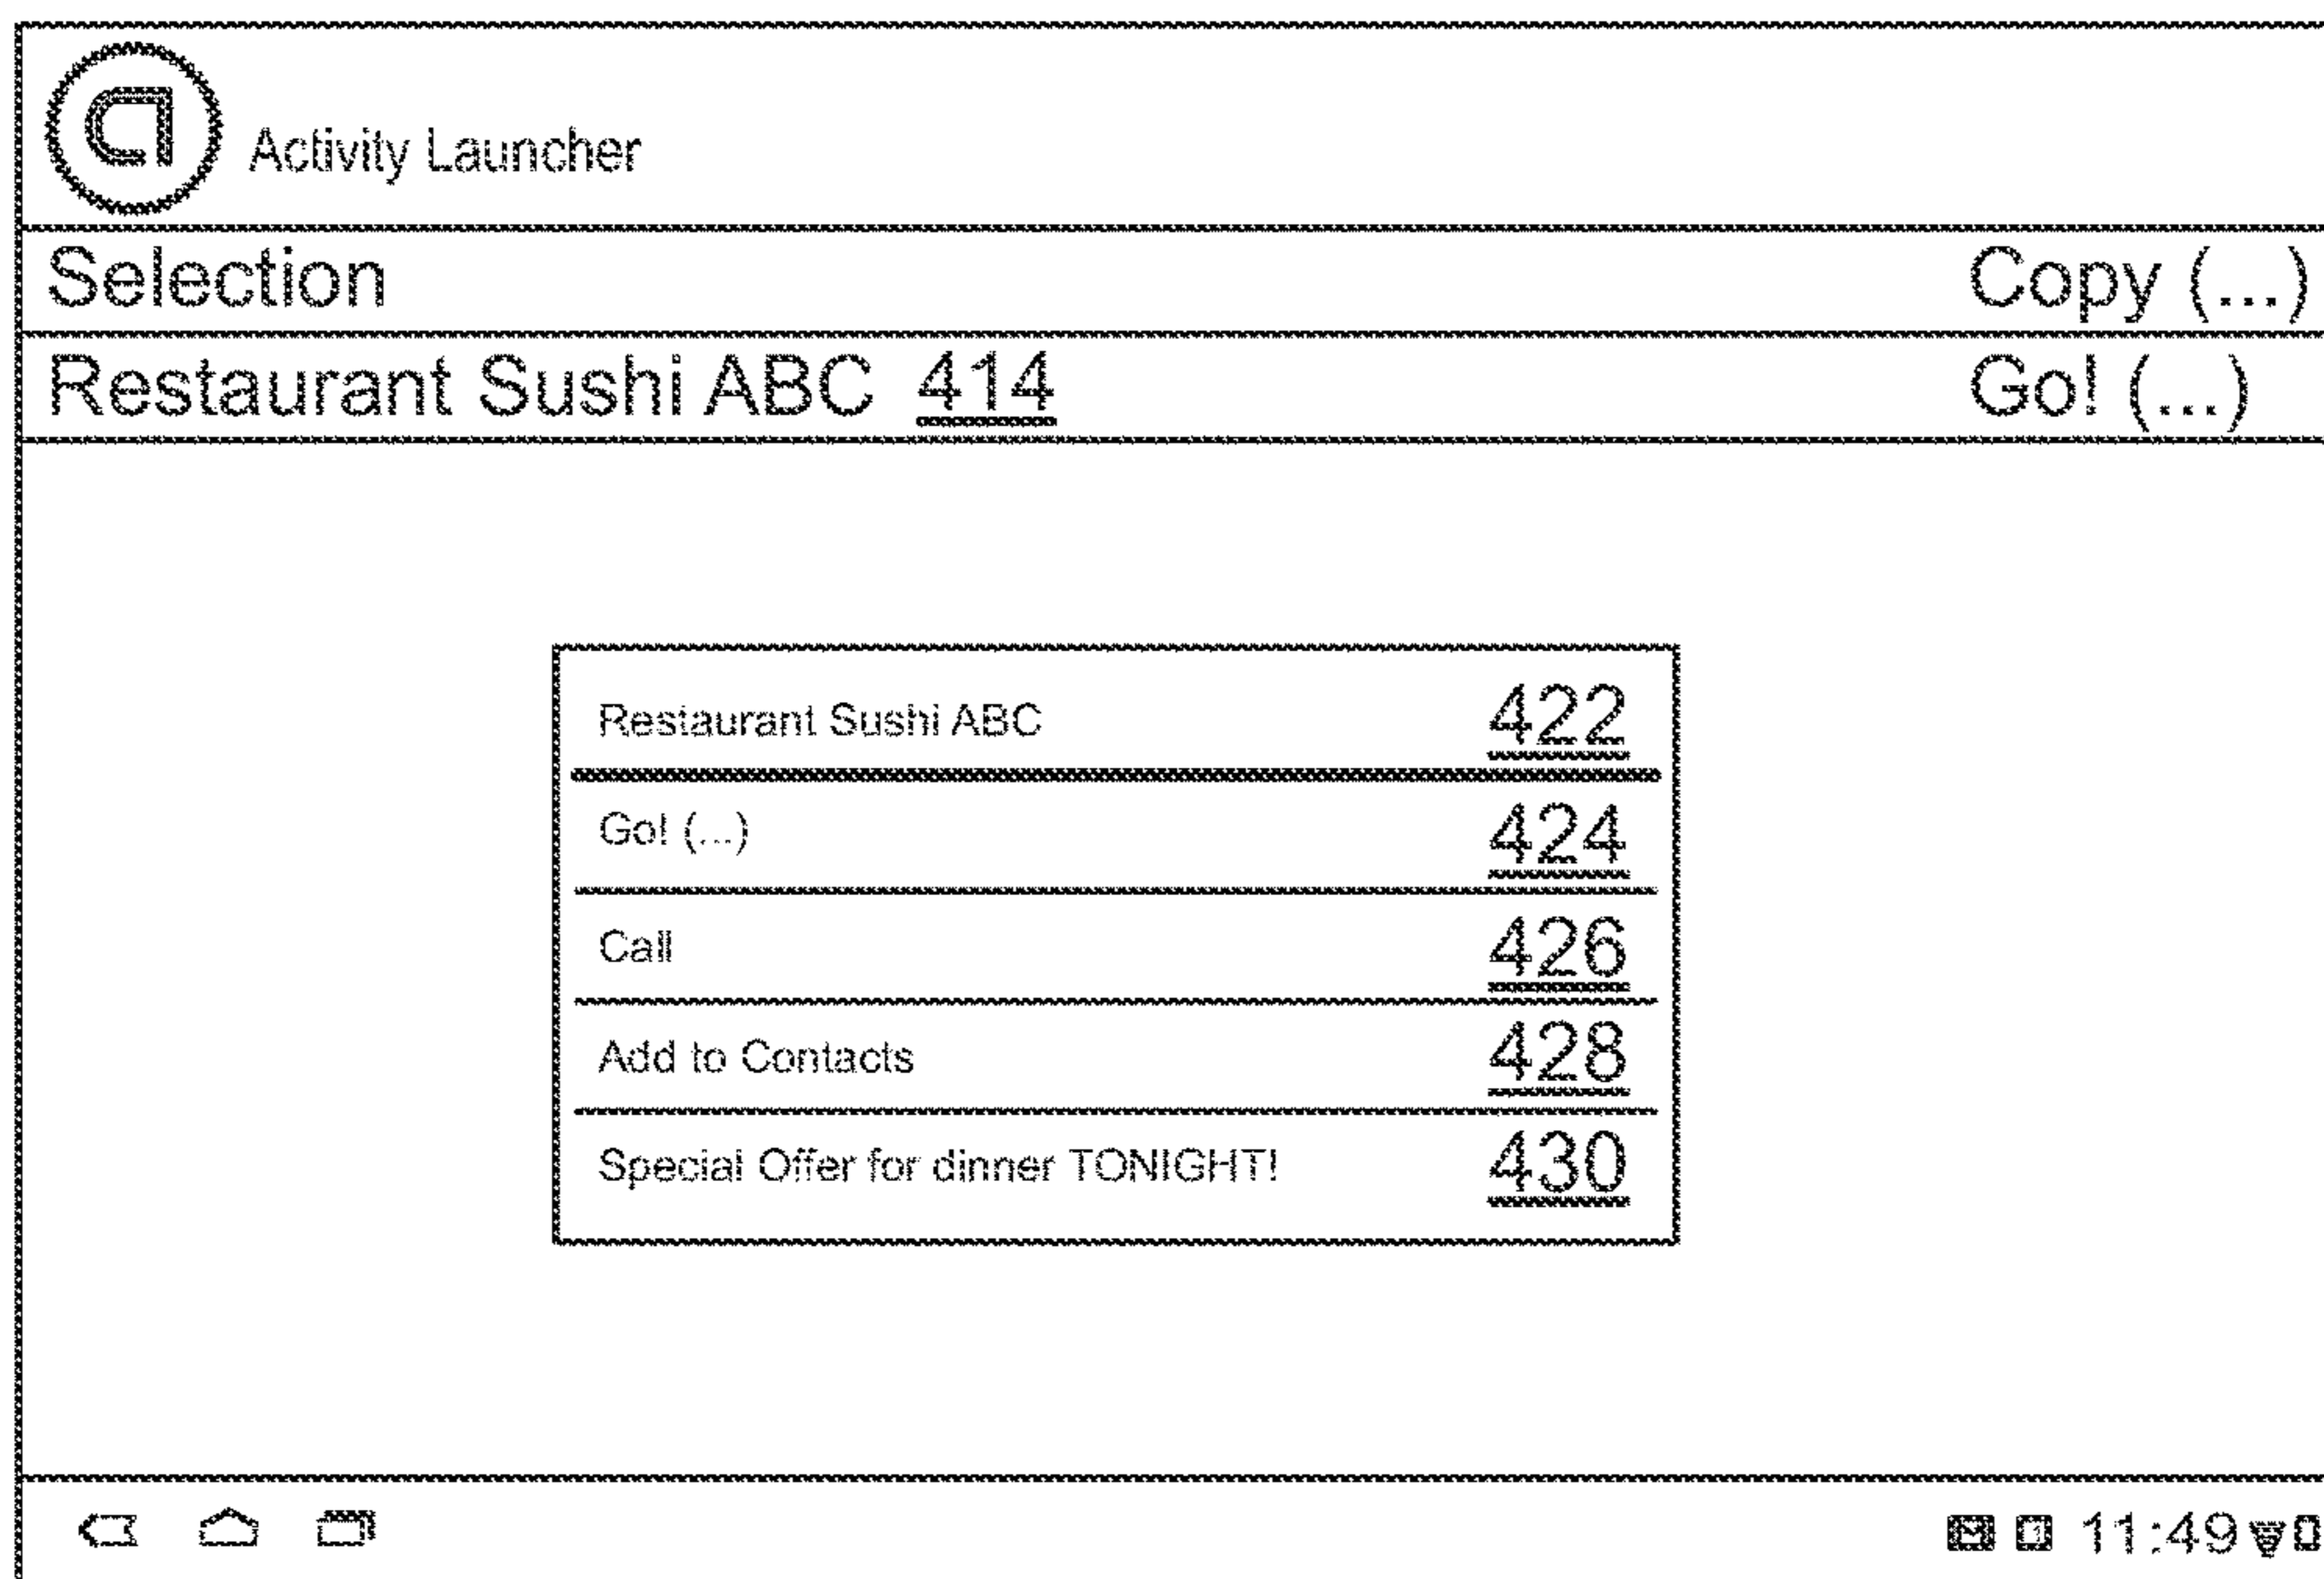 Activity Launcher
Selection Copy (...)
Restaurant Sushi ABC 414 Go! (...)
Restaurant Sushi ABC 422
Go! (...) 424
Call 426
Add to Contacts 428
Special Offer for dinner TONIGHT! 430
11:49